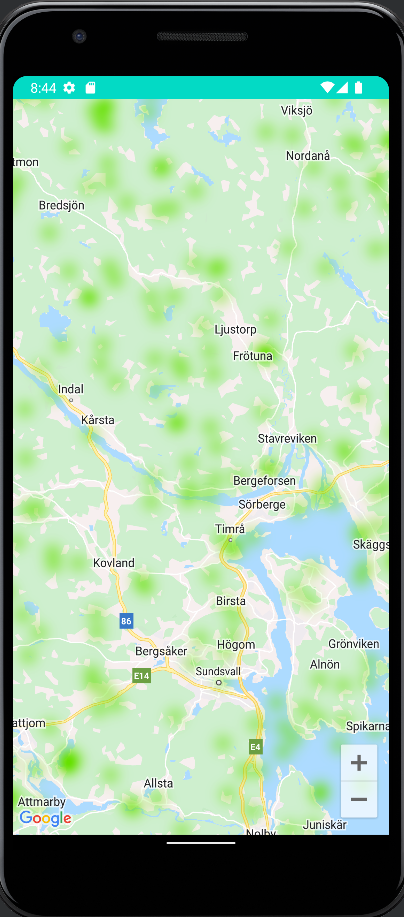 8:44
Viksjö
tmon
Nordanå
Bredsjön
Ljustorp
Frötuna
Indal
Kårsta
Stavreviken
Bergeforsen
Sörberge
Timrå
Skäggs
Kovland
Birsta
86
Högom
Grönviken
Bergsåker
Alnön
Sundsvall
E14
attjom
Spikarna
E4
+
Allsta
−
Attmarby
Google
Juniskär
Nolby